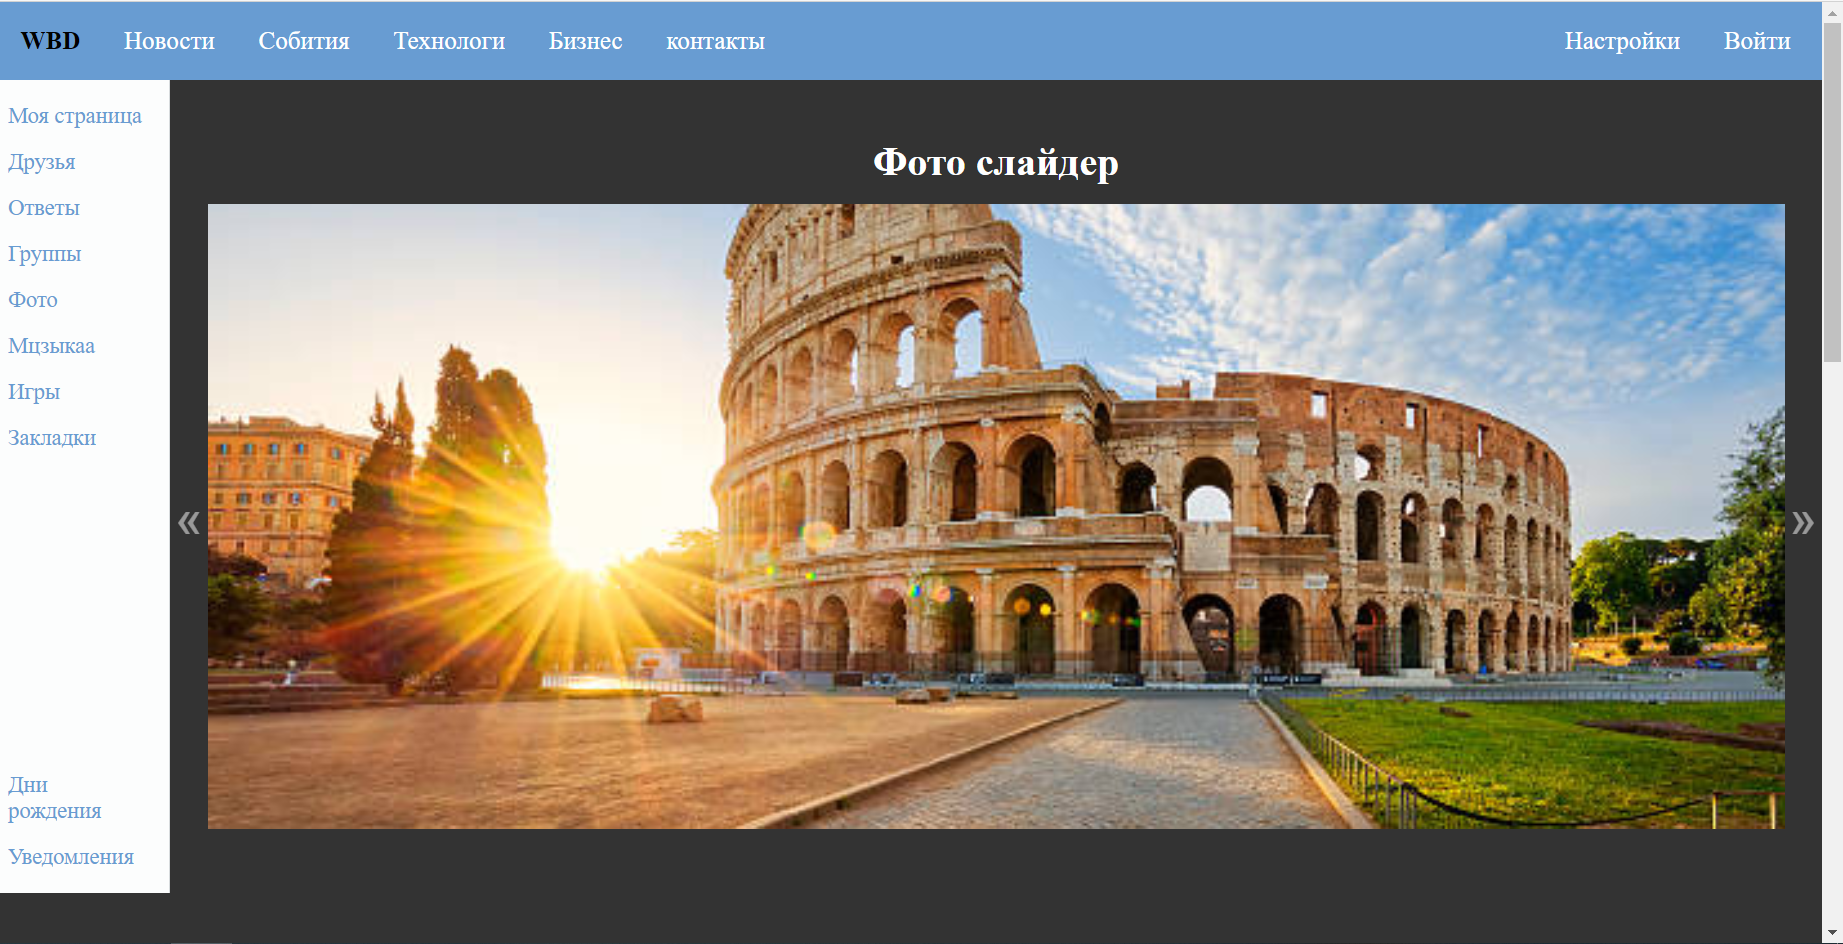 WBD Новости Собития Технологи Бизнес контакты Настройки Войти
Моя страница
Друзья
Ответы
Группы
Фото
Мцзыкаа
Игры
Закладки
Дни
рождения
Уведомления
Фото слайдер
« »